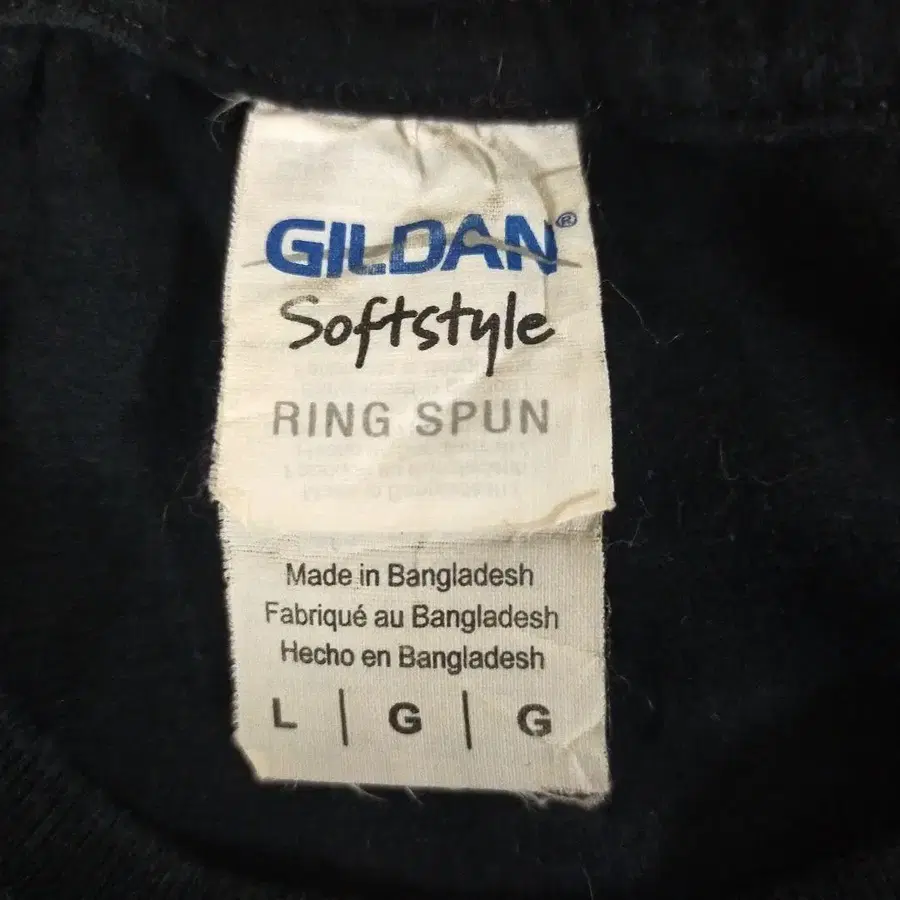 GILDAN®
Softstyle
RING SPUN
Made in Bangladesh
Fabriqué au Bangladesh
Hecho en Bangladesh
L | G | G